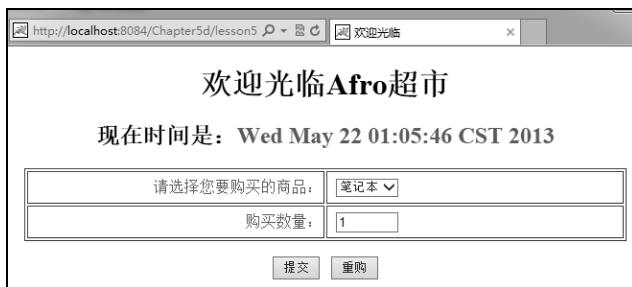 http://localhost:8084/Chapter5d/lesson5
欢迎光临
欢迎光临Afro超市
现在时间是：Wed May 22 01:05:46 CST 2013
请选择您要购买的商品： 笔记本
购买数量： 1
提交 重购